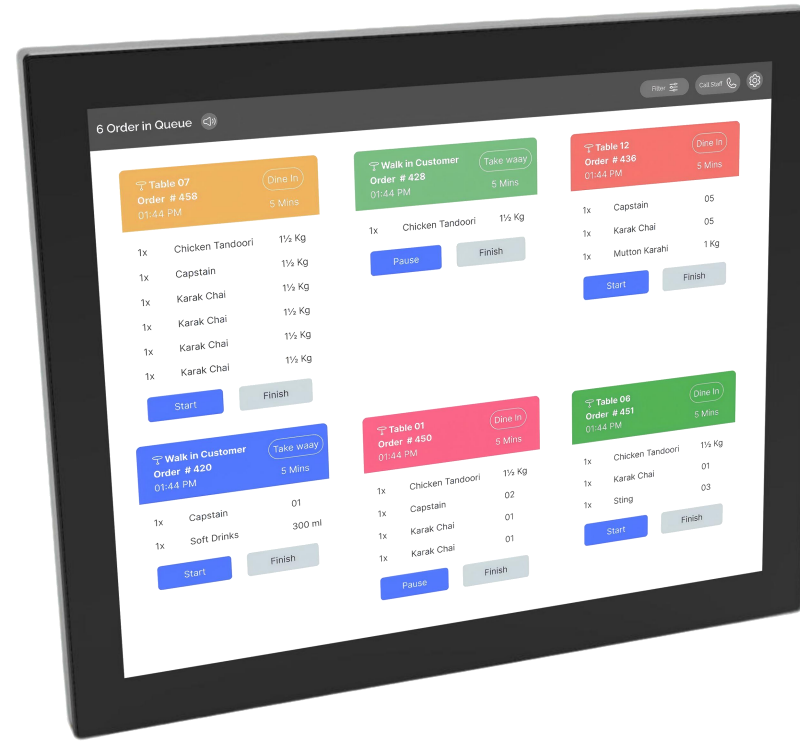 6 Order in Queue
Filter
Call Staff
Table 07
Dine In
Order # 458
01:44 PM
5 Mins
1x Chicken Tandoori 1½ Kg
1x Capstain 1½ Kg
1x Karak Chai 1½ Kg
1x Karak Chai 1½ Kg
1x Karak Chai 1½ Kg
1x Karak Chai 1½ Kg
Start Finish
Walk in Customer
Take waay
Order # 428
01:44 PM
5 Mins
1x Chicken Tandoori 1½ Kg
Pause Finish
Table 12
Dine In
Order # 436
01:44 PM
5 Mins
1x Capstain 05
1x Karak Chai 05
1x Mutton Karahi 1 Kg
Start Finish
Walk in Customer
Take waay
Order # 420
01:44 PM
5 Mins
1x Capstain 01
1x Soft Drinks 300 ml
Start Finish
Table 01
Dine In
Order # 450
01:44 PM
5 Mins
1x Chicken Tandoori 1½ Kg
1x Capstain 02
1x Karak Chai 01
1x Karak Chai 01
Pause Finish
Table 06
Dine In
Order # 451
01:44 PM
5 Mins
1x Chicken Tandoori 1½ Kg
1x Karak Chai 01
1x Sting 03
Start Finish